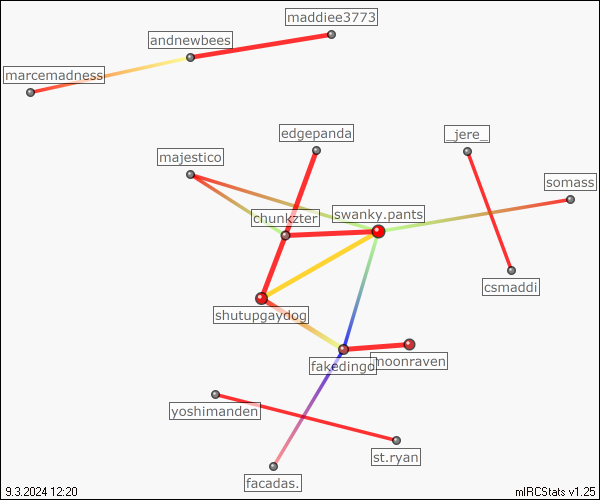 maddiee3773
andnewbees
marcemadness
edgepanda
_jere_
majestico
somass
chunkzter
swanky.pants
csmaddi
shutupgaydog
fakedingo
moonraven
yoshimanden
st.ryan
facadas.
9.3.2024 12:20
mIRCStats v1.25